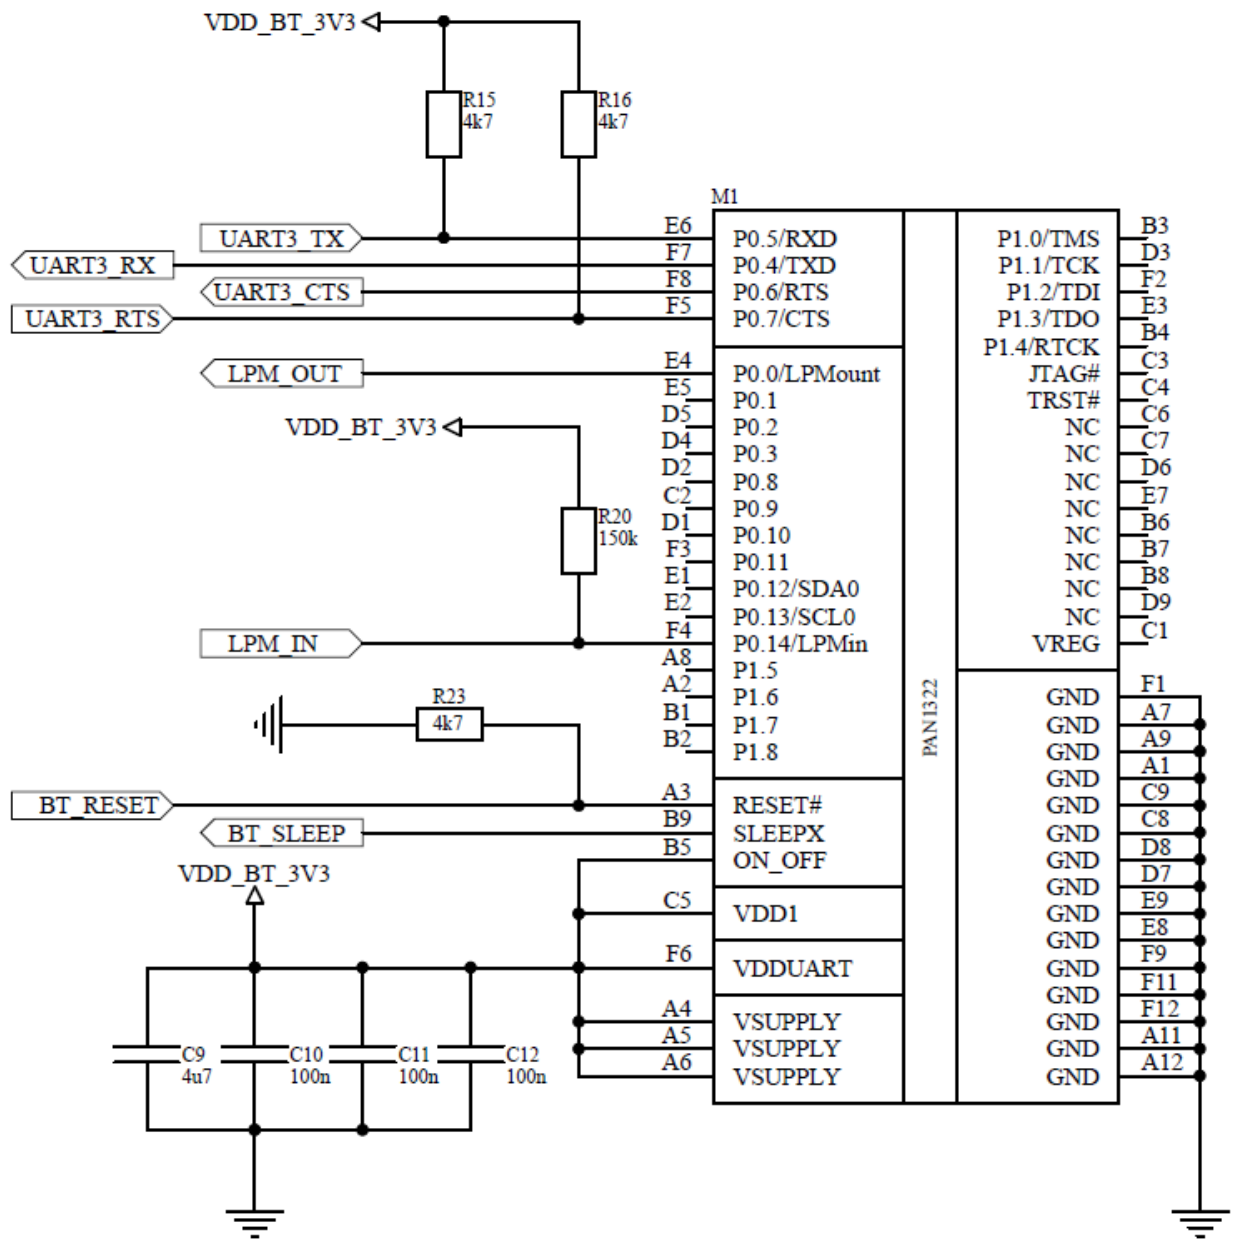 VDD_BT_3V3
R15
4k7
R16
4k7
M1
UART3_TX
E6
P0.5/RXD
UART3_RX
F7
P0.4/TXD
UART3_CTS
F8
P0.6/RTS
UART3_RTS
F5
P0.7/CTS
LPM_OUT
E4
P0.0/LPMount
E5
P0.1
D5
P0.2
VDD_BT_3V3
D4
P0.3
D2
P0.8
C2
P0.9
R20
150k
D1
P0.10
F3
P0.11
E1
P0.12/SDA0
E2
P0.13/SCL0
LPM_IN
F4
P0.14/LPMin
A8
P1.5
A2
P1.6
R23
4k7
B1
P1.7
B2
P1.8
BT_RESET
A3
RESET#
BT_SLEEP
B9
SLEEPX
B5
ON_OFF
VDD_BT_3V3
C5
VDD1
F6
VDDUART
A4
VSUPPLY
A5
VSUPPLY
A6
VSUPPLY
C9
4u7
C10
100n
C11
100n
C12
100n
PAN1322
P1.0/TMS
B3
P1.1/TCK
D3
P1.2/TDI
F2
P1.3/TDO
E3
P1.4/RTCK
B4
JTAG#
C3
TRST#
C4
NC
C6
NC
C7
NC
D6
NC
E7
NC
B6
NC
B7
NC
B8
NC
D9
VREG
C1
GND
F1
GND
A7
GND
A9
GND
A1
GND
C9
GND
C8
GND
D8
GND
D7
GND
E9
GND
E8
GND
F9
GND
F11
GND
F12
GND
A11
GND
A12